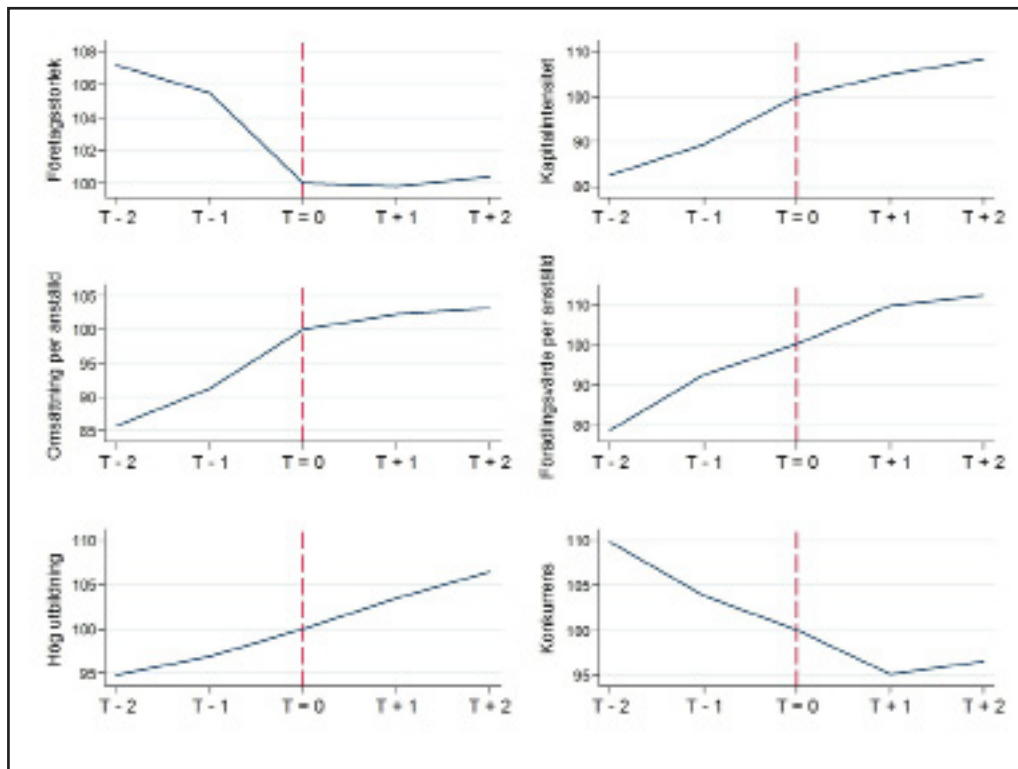 Företagsstorlek
108
106
104
102
100
T - 2 T - 1 T = 0 T + 1 T + 2
Kapitalintensitet
110
100
90
80
T - 2 T - 1 T = 0 T + 1 T + 2
Omsättning per anställd
105
100
95
90
85
T - 2 T - 1 T = 0 T + 1 T + 2
Förädlingsvärde per anställd
110
100
90
80
T - 2 T - 1 T = 0 T + 1 T + 2
Hög utbildning
110
105
100
95
T - 2 T - 1 T = 0 T + 1 T + 2
Konkurrens
110
105
100
95
T - 2 T - 1 T = 0 T + 1 T + 2